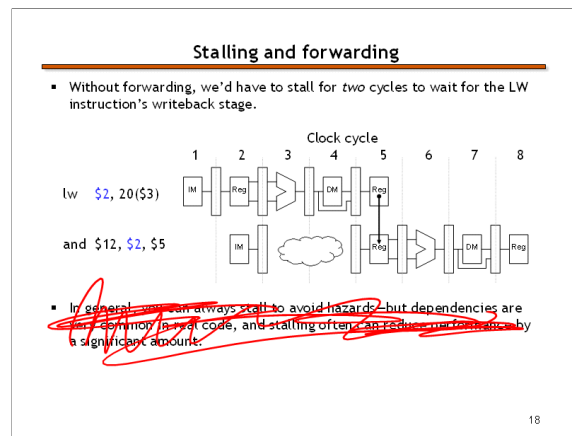 Stalling and forwarding
▪ Without forwarding, we'd have to stall for two cycles to wait for the LW
instruction's writeback stage.
Clock cycle
1 2 3 4 5 6 7 8
lw $2, 20($3)
IM Reg DM Reg
and $12, $2, $5
IM Reg DM Reg
▪ In general, you can always stall to avoid hazards—but dependencies are
very common in real code, and stalling often can reduce performance by
a significant amount.
18